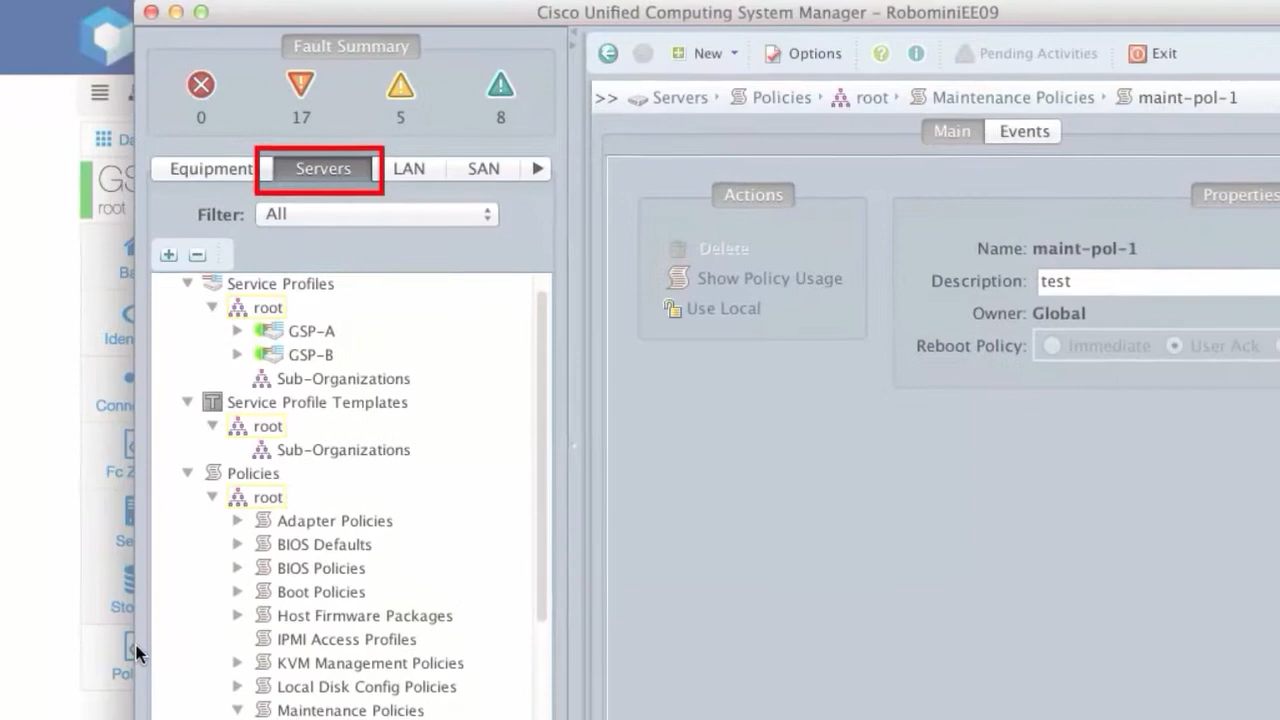 Cisco Unified Computing System Manager - RobominiEE09
Fault Summary
0 17 5 8
New Options Pending Activities Exit
>> Servers Policies root Maintenance Policies maint-pol-1
Main Events
Equipment Servers LAN SAN
Filter: All
Actions
Delete
Show Policy Usage
Use Local
Properties
Name: maint-pol-1
Description: test
Owner: Global
Reboot Policy: Immediate User Ack
Service Profiles
root
GSP-A
GSP-B
Sub-Organizations
Service Profile Templates
root
Sub-Organizations
Policies
root
Adapter Policies
BIOS Defaults
BIOS Policies
Boot Policies
Host Firmware Packages
IPMI Access Profiles
KVM Management Policies
Local Disk Config Policies
Maintenance Policies
root